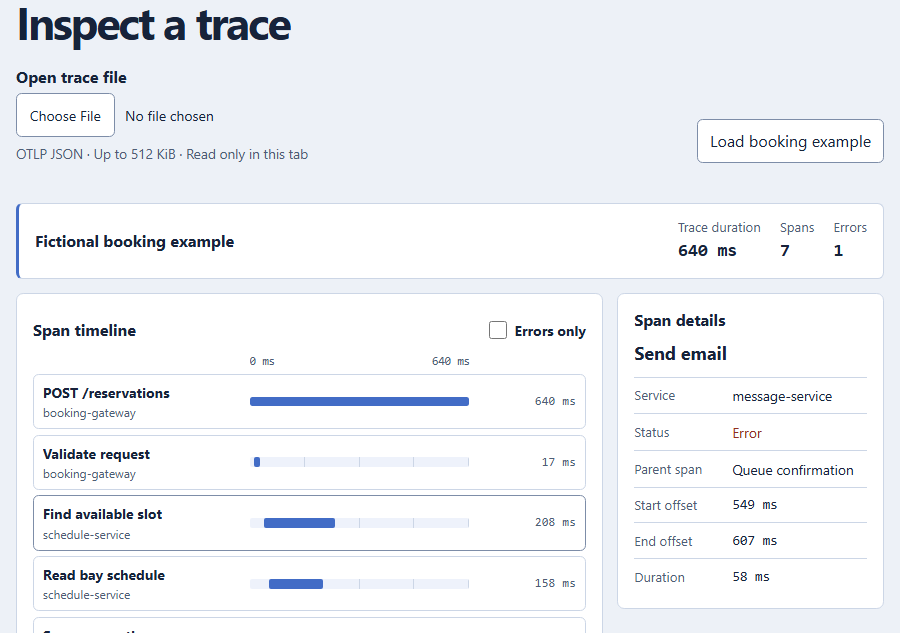 Inspect a trace
Open trace file
Choose File No file chosen
OTLP JSON · Up to 512 KiB · Read only in this tab
Load booking example
Fictional booking example
Trace duration Spans Errors
640 ms 7 1
Span timeline
Errors only
0 ms 640 ms
POST /reservations
booking-gateway
640 ms
Validate request
booking-gateway
17 ms
Find available slot
schedule-service
208 ms
Read bay schedule
schedule-service
158 ms
Span details
Send email
Service message-service
Status Error
Parent span Queue confirmation
Start offset 549 ms
End offset 607 ms
Duration 58 ms